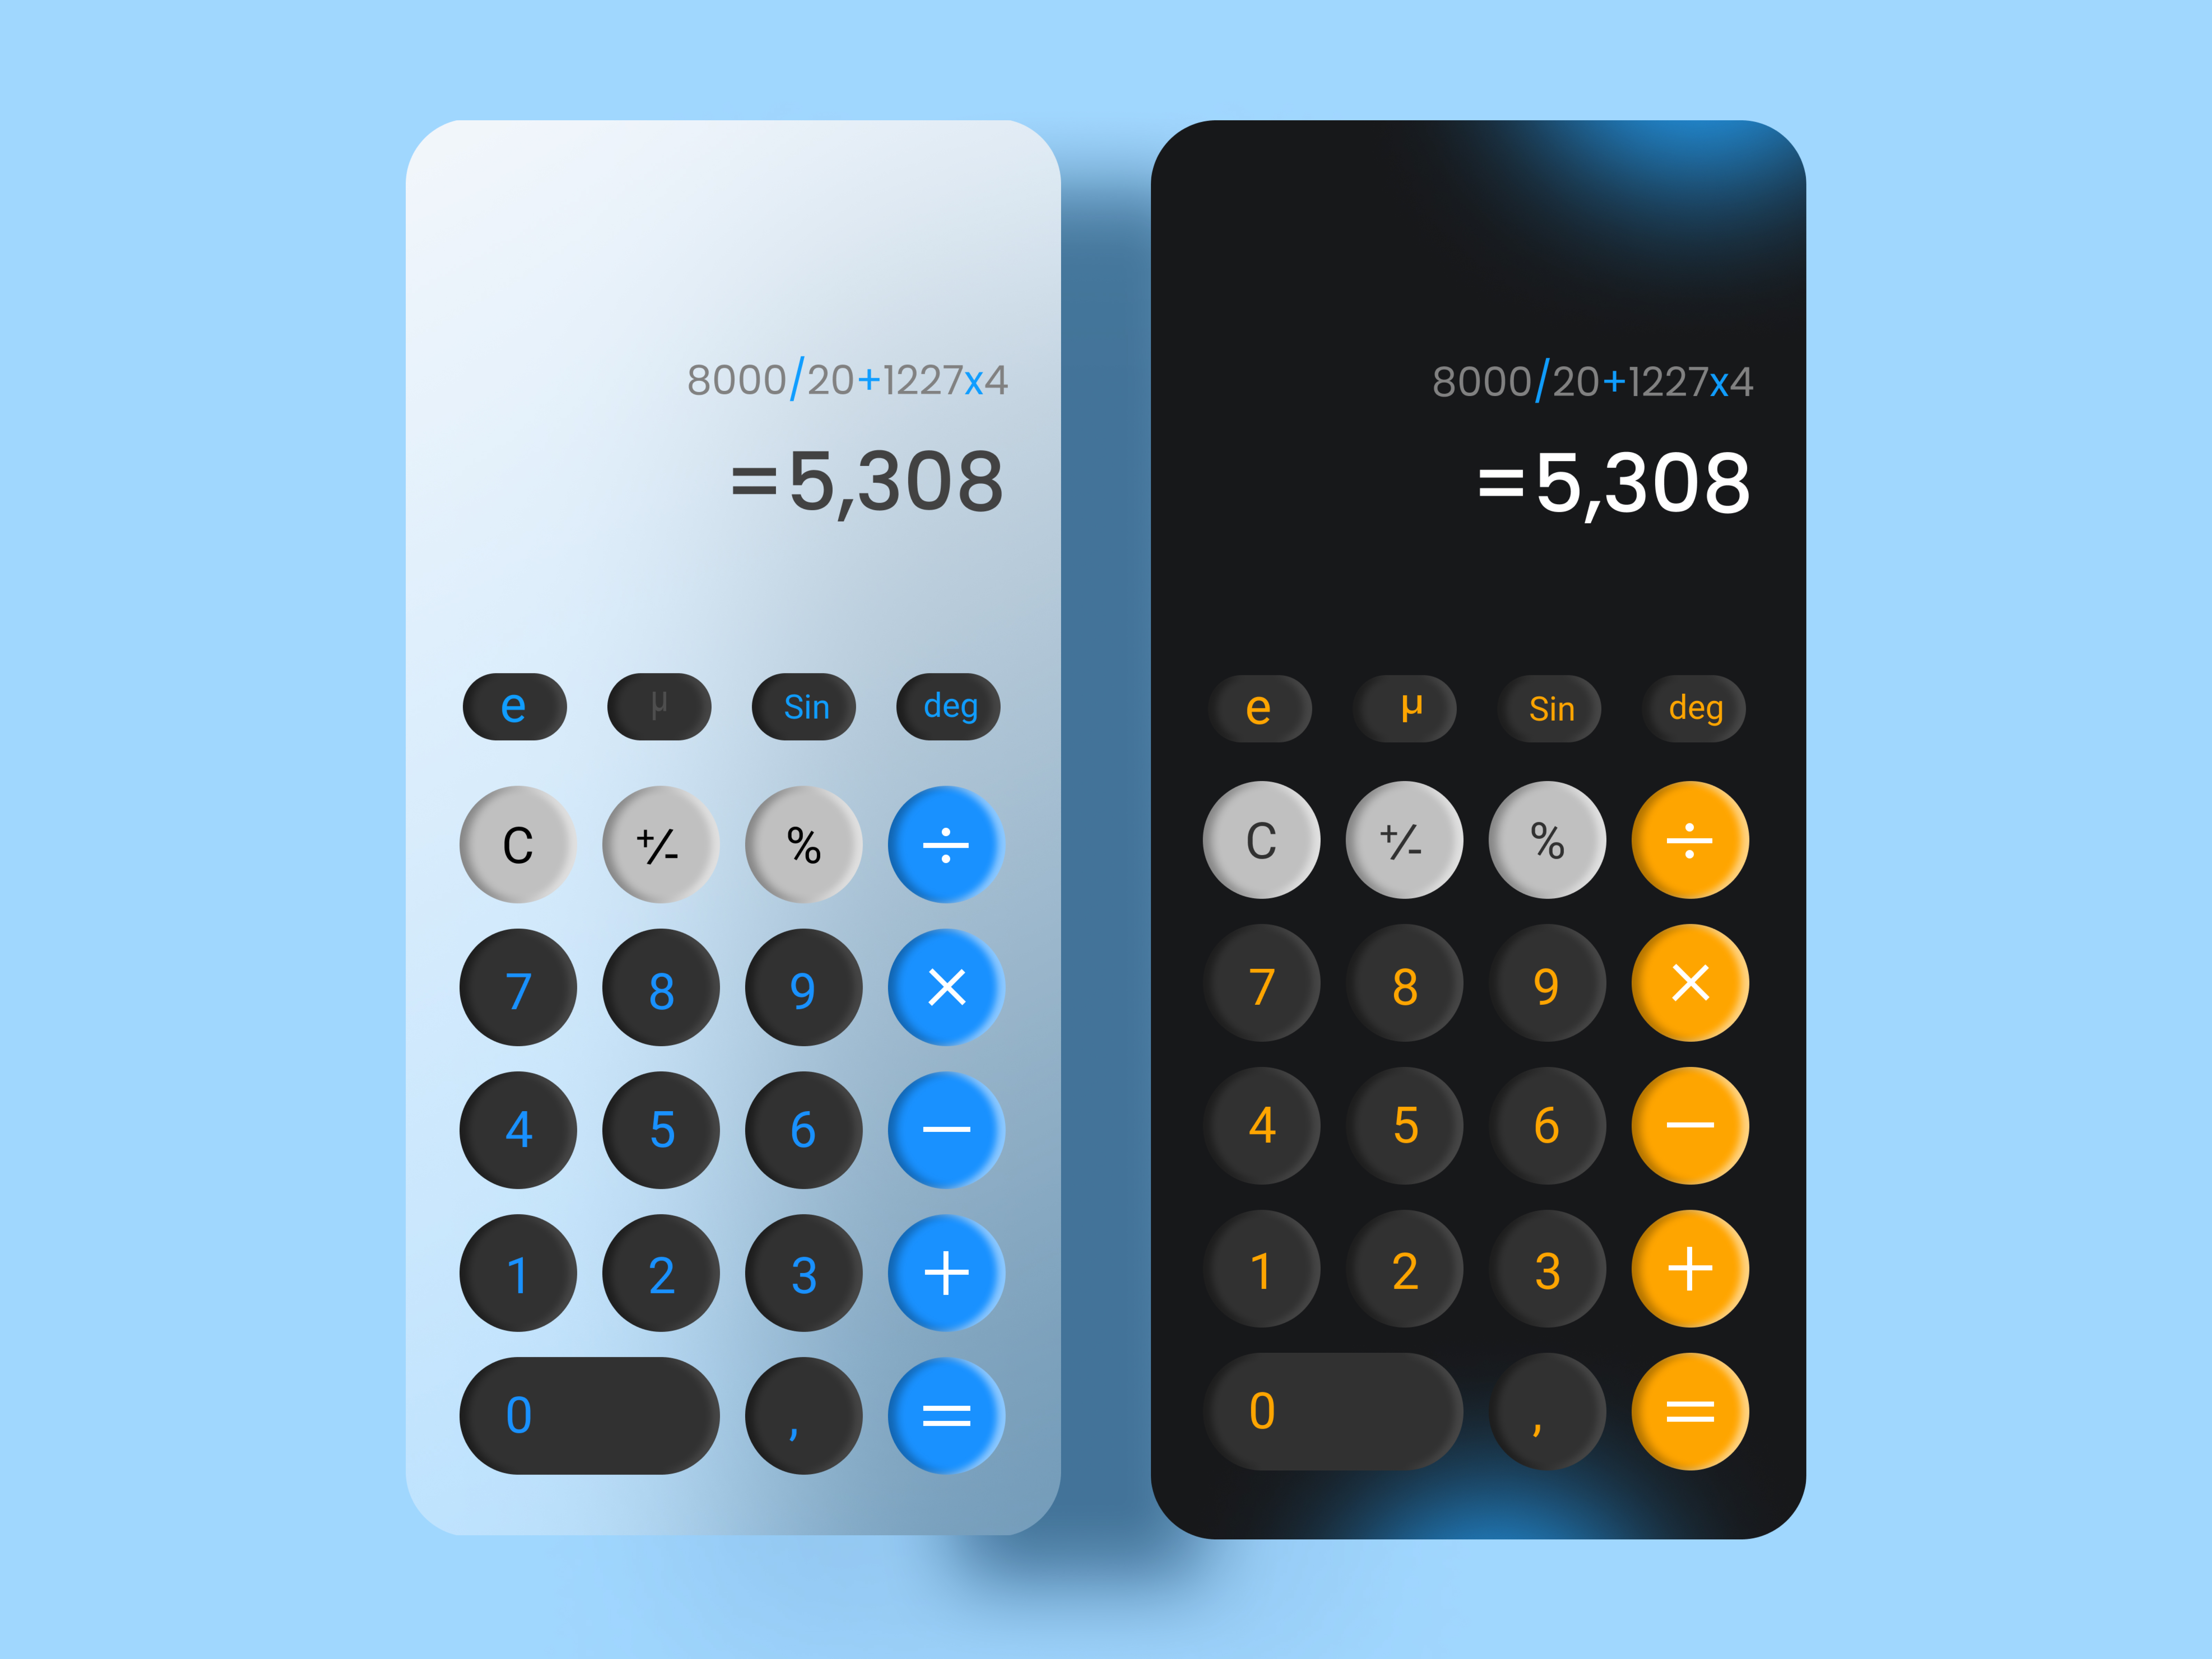 8000/20+1227x4
=5,308
e μ Sin deg
C +/- % ÷
7 8 9 ×
4 5 6 −
1 2 3 +
0 , =
8000/20+1227x4
=5,308
e μ Sin deg
C +/- % ÷
7 8 9 ×
4 5 6 −
1 2 3 +
0 , =